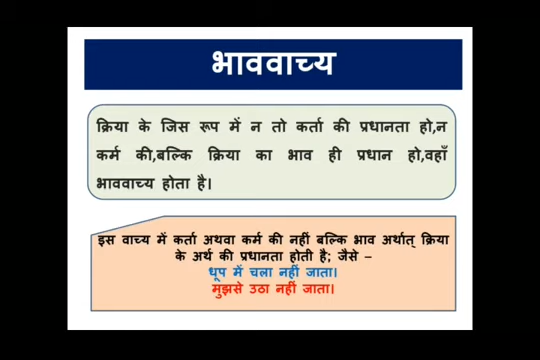 भाववाच्य
क्रिया के जिस रूप में न तो कर्ता की प्रधानता हो,न
कर्म की,बल्कि क्रिया का भाव ही प्रधान हो,वहाँ
भाववाच्य होता है।
इस वाच्य में कर्ता अथवा कर्म की नहीं बल्कि भाव अर्थात् क्रिया
के अर्थ की प्रधानता होती है; जैसे –
धूप में चला नहीं जाता।
मुझसे उठा नहीं जाता।